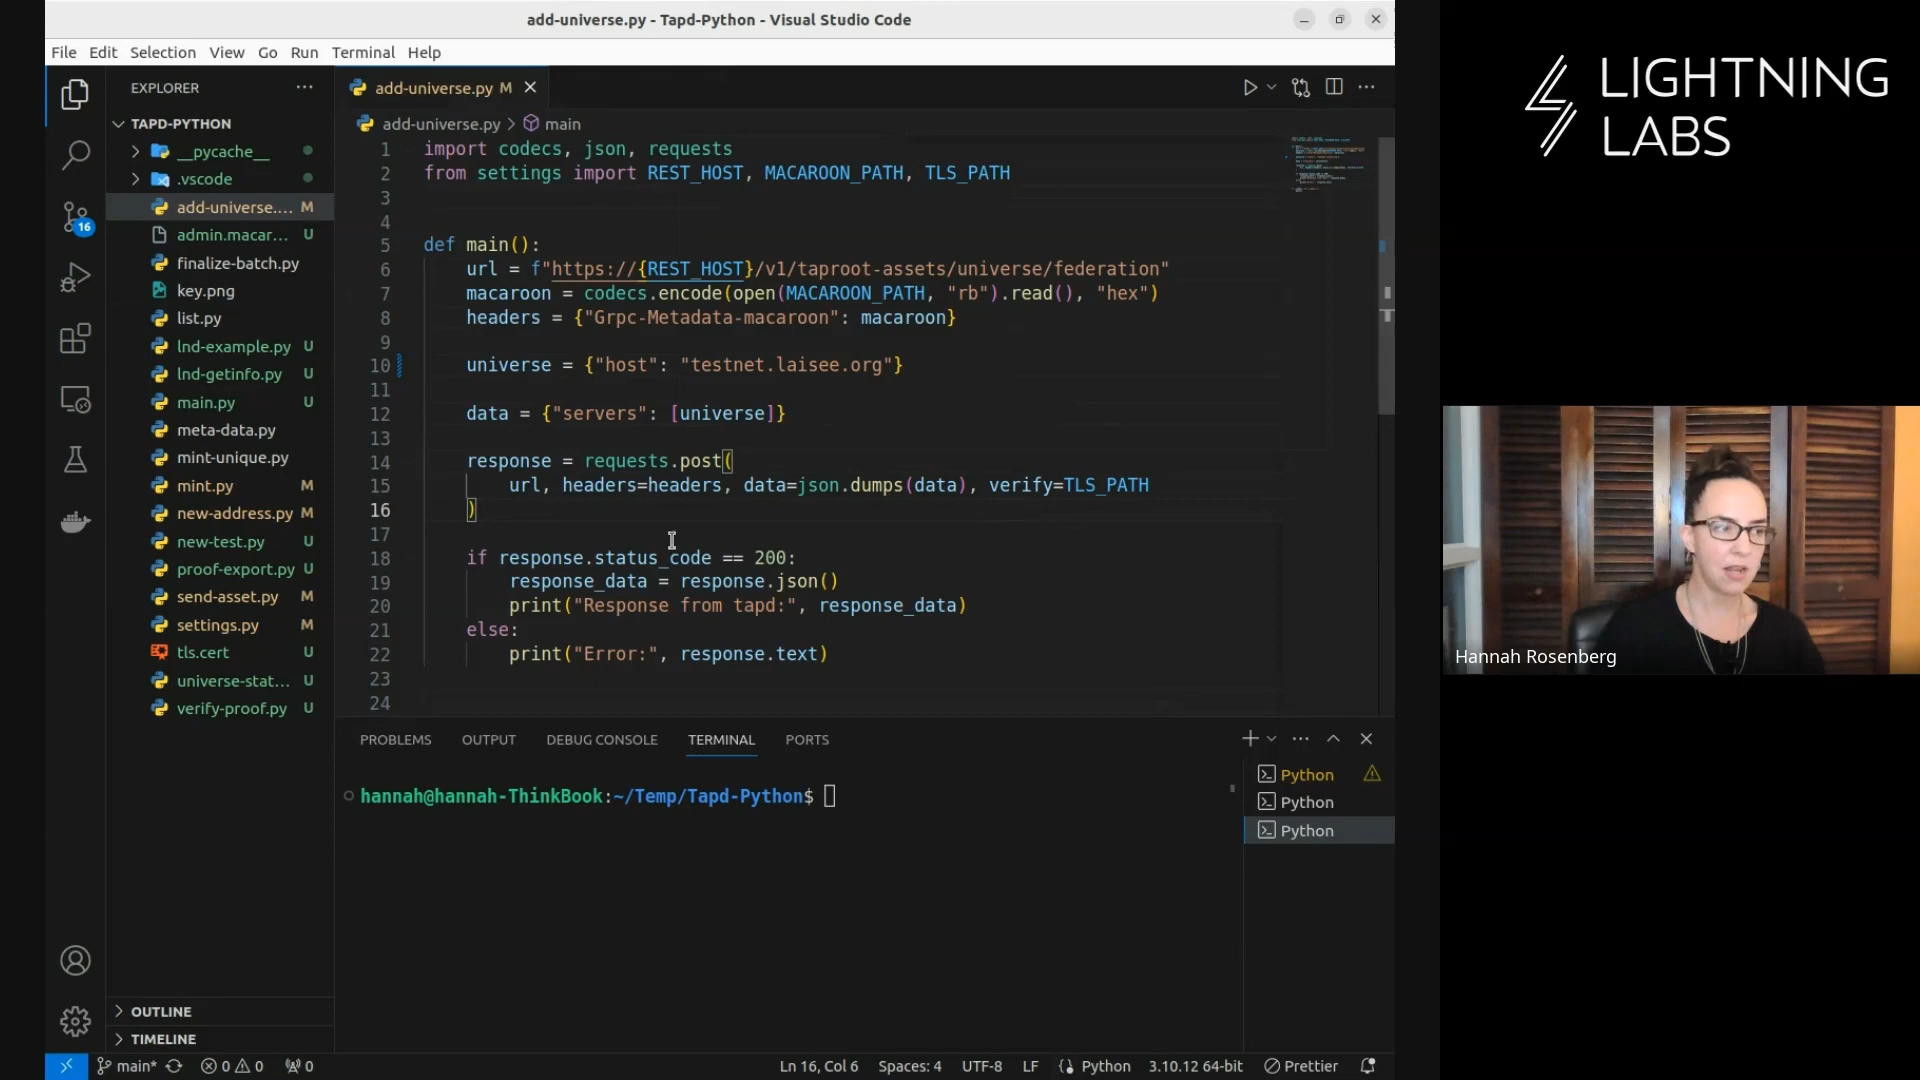 add-universe.py - Tapd-Python - Visual Studio Code
File Edit Selection View Go Run Terminal Help
EXPLORER
TAPD-PYTHON
__pycache__
.vscode
add-universe.... M
admin.macar... U
finalize-batch.py
key.png
list.py
lnd-example.py U
lnd-getinfo.py U
main.py U
meta-data.py
mint-unique.py
mint.py M
new-address.py M
new-test.py U
proof-export.py U
send-asset.py M
settings.py M
tls.cert U
universe-stat... U
verify-proof.py U
OUTLINE
TIMELINE
16
add-universe.py M
add-universe.py > main
1 import codecs, json, requests
2 from settings import REST_HOST, MACAROON_PATH, TLS_PATH
3
4
5 def main():
6 url = f"https://{REST_HOST}/v1/taproot-assets/universe/federation"
7 macaroon = codecs.encode(open(MACAROON_PATH, "rb").read(), "hex")
8 headers = {"Grpc-Metadata-macaroon": macaroon}
9
10 universe = {"host": "testnet.laisee.org"}
11
12 data = {"servers": [universe]}
13
14 response = requests.post(
15 url, headers=headers, data=json.dumps(data), verify=TLS_PATH
16 )
17
18 if response.status_code == 200:
19 response_data = response.json()
20 print("Response from tapd:", response_data)
21 else:
22 print("Error:", response.text)
23
24
PROBLEMS OUTPUT DEBUG CONSOLE TERMINAL PORTS
hannah@hannah-ThinkBook:~/Temp/Tapd-Python$
Python
Python
Python
main* 0 0 0 Ln 16, Col 6 Spaces: 4 UTF-8 LF Python 3.10.12 64-bit Prettier
LIGHTNING
LABS
Hannah Rosenberg